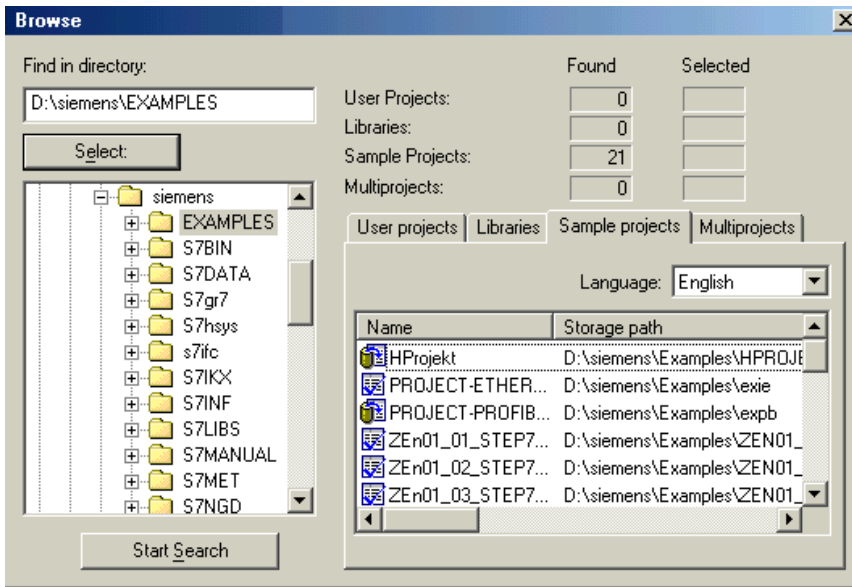 Browse
Find in directory:
D:\siemens\EXAMPLES
Select:
siemens
EXAMPLES
S7BIN
S7DATA
S7gr7
S7hsys
s7ifc
S7IKX
S7INF
S7LIBS
S7MANUAL
S7MET
S7NGD
Start Search
Found Selected
User Projects: 0
Libraries: 0
Sample Projects: 21
Multiprojects: 0
User projects Libraries Sample projects Multiprojects
Language: English
Name Storage path
HProjekt D:\siemens\Examples\HPROJE
PROJECT-ETHER... D:\siemens\Examples\exie
PROJECT-PROFIB... D:\siemens\Examples\expb
ZEn01_01_STEP7... D:\siemens\Examples\ZEN01_
ZEn01_02_STEP7... D:\siemens\Examples\ZEN01_
ZEn01_03_STEP7... D:\siemens\Examples\ZEN01_